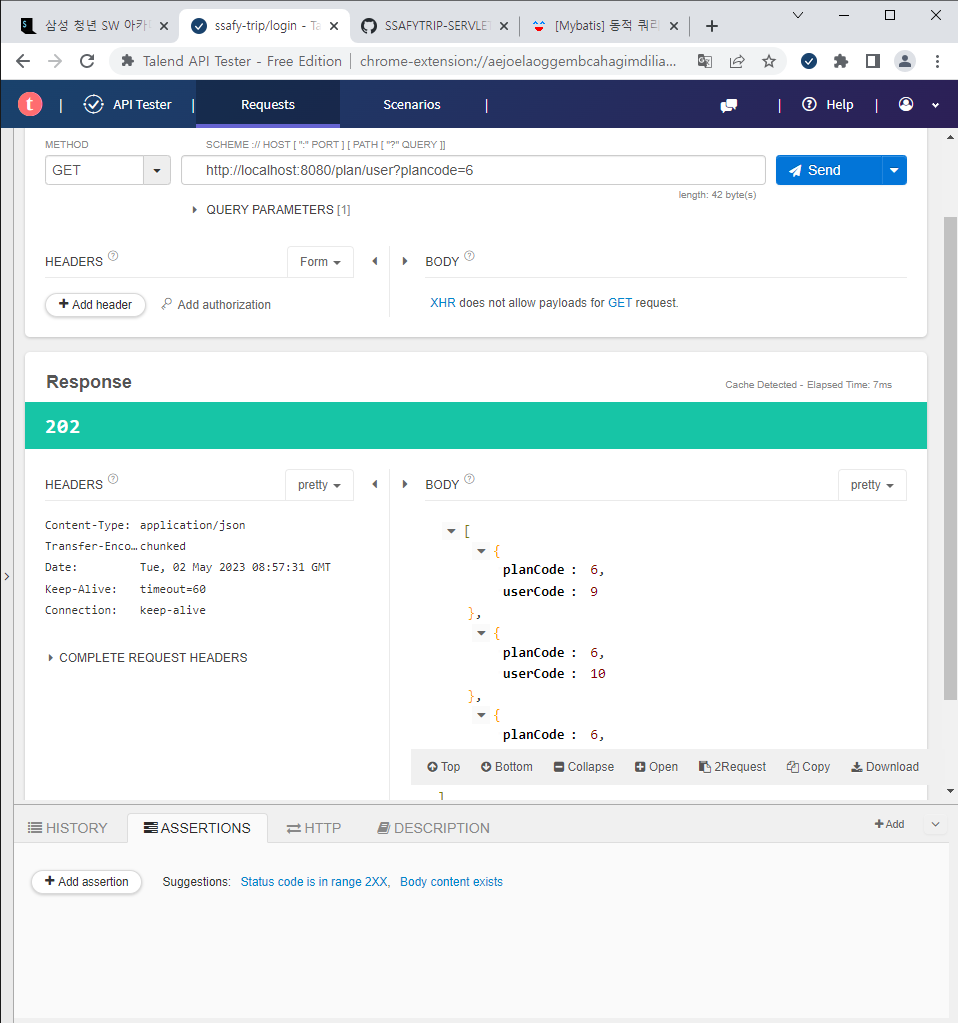 삼성 청년 SW 아카
ssafy-trip/login - Ta
SSAFYTRIP-SERVLET
[Mybatis] 동적 쿼리
Talend API Tester - Free Edition | chrome-extension://aejoelaoggembcahagimdilia...
t | API Tester | Requests Scenarios | | Help |
METHOD
SCHEME :// HOST [ ":" PORT ] [ PATH [ "?" QUERY ]]
GET
http://localhost:8080/plan/user?plancode=6
Send
length: 42 byte(s)
QUERY PARAMETERS [1]
HEADERS ?
Form
BODY ?
+ Add header
Add authorization
XHR does not allow payloads for GET request.
Response
Cache Detected - Elapsed Time: 7ms
202
HEADERS ?
pretty
BODY ?
pretty
Content-Type: application/json
Transfer-Enco… chunked
Date: Tue, 02 May 2023 08:57:31 GMT
Keep-Alive: timeout=60
Connection: keep-alive
COMPLETE REQUEST HEADERS
[
{
planCode : 6,
userCode : 9
},
{
planCode : 6,
userCode : 10
},
{
planCode : 6,
Top Bottom Collapse Open 2Request Copy Download
]
HISTORY
ASSERTIONS
HTTP
DESCRIPTION
+ Add
+ Add assertion
Suggestions: Status code is in range 2XX, Body content exists